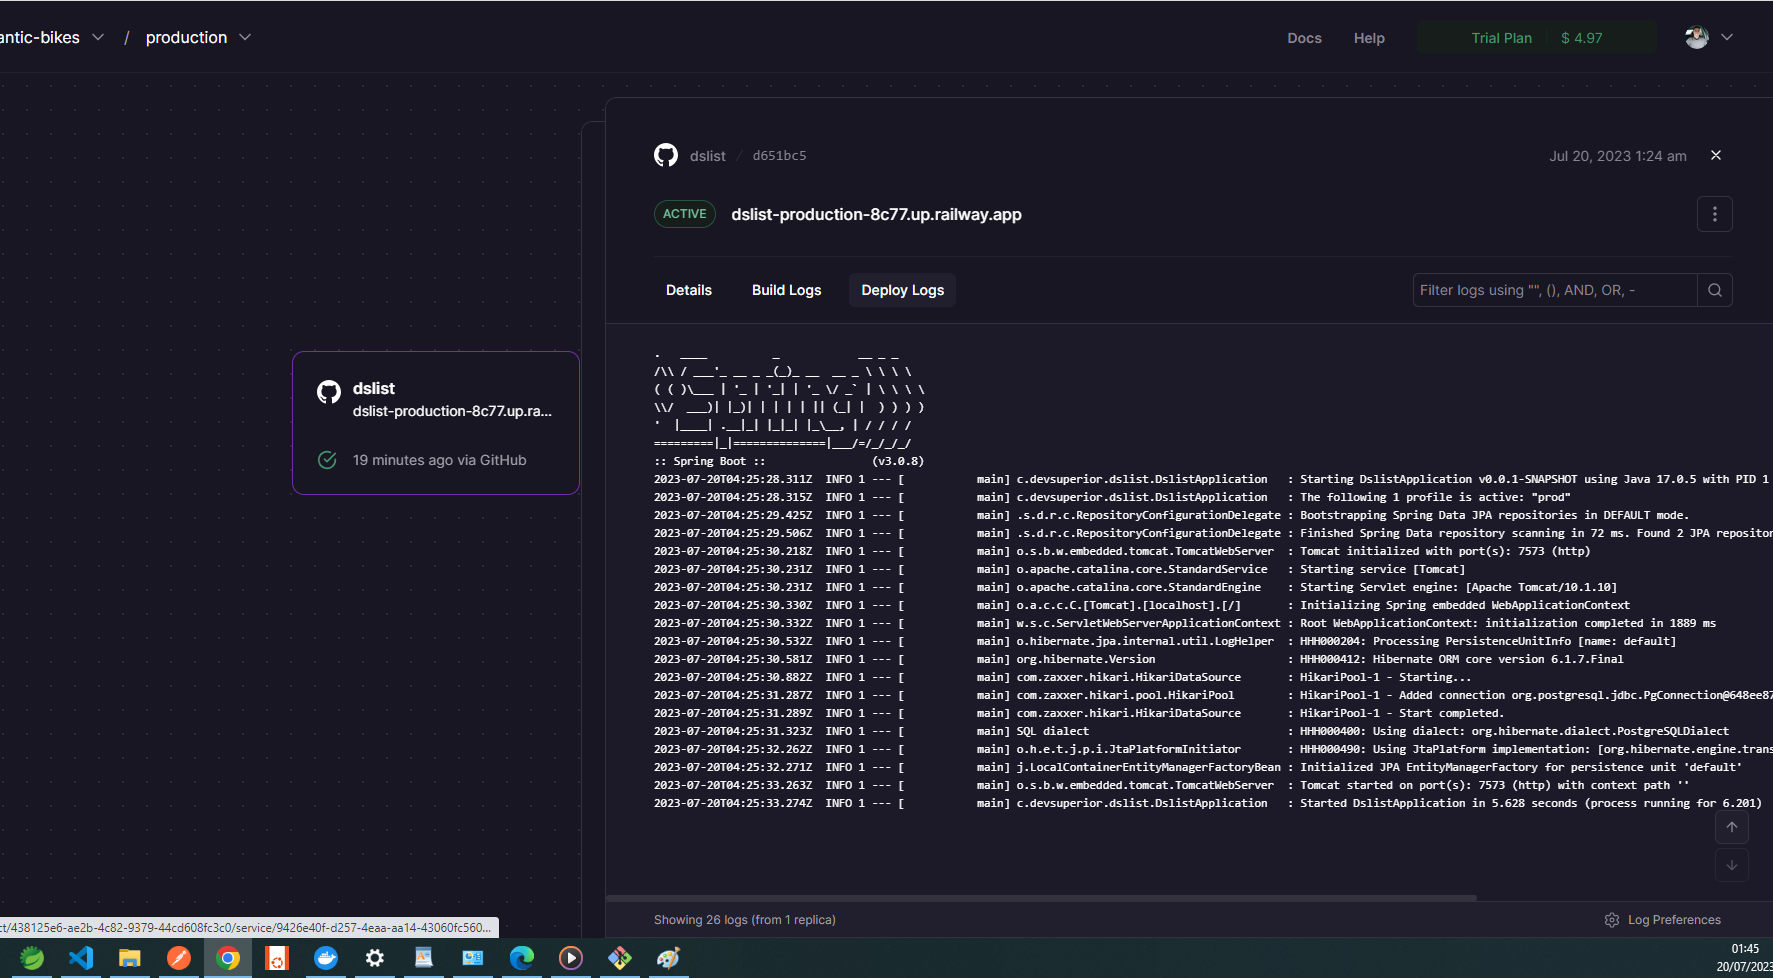 antic-bikes / production
Docs Help Trial Plan $ 4.97
dslist / d651bc5 Jul 20, 2023 1:24 am
ACTIVE dslist-production-8c77.up.railway.app
Details Build Logs Deploy Logs Filter logs using "", (), AND, OR, -
dslist
dslist-production-8c77.up.ra...
19 minutes ago via GitHub
:: Spring Boot :: (v3.0.8)
2023-07-20T04:25:28.311Z INFO 1 --- [ main] c.devsuperior.dslist.DslistApplication : Starting DslistApplication v0.0.1-SNAPSHOT using Java 17.0.5 with PID 1
2023-07-20T04:25:28.315Z INFO 1 --- [ main] c.devsuperior.dslist.DslistApplication : The following 1 profile is active: "prod"
2023-07-20T04:25:29.425Z INFO 1 --- [ main] .s.d.r.c.RepositoryConfigurationDelegate : Bootstrapping Spring Data JPA repositories in DEFAULT mode.
2023-07-20T04:25:29.506Z INFO 1 --- [ main] .s.d.r.c.RepositoryConfigurationDelegate : Finished Spring Data repository scanning in 72 ms. Found 2 JPA repositor
2023-07-20T04:25:30.218Z INFO 1 --- [ main] o.s.b.w.embedded.tomcat.TomcatWebServer : Tomcat initialized with port(s): 7573 (http)
2023-07-20T04:25:30.231Z INFO 1 --- [ main] o.apache.catalina.core.StandardService : Starting service [Tomcat]
2023-07-20T04:25:30.231Z INFO 1 --- [ main] o.apache.catalina.core.StandardEngine : Starting Servlet engine: [Apache Tomcat/10.1.10]
2023-07-20T04:25:30.330Z INFO 1 --- [ main] o.a.c.c.C.[Tomcat].[localhost].[/] : Initializing Spring embedded WebApplicationContext
2023-07-20T04:25:30.332Z INFO 1 --- [ main] w.s.c.ServletWebServerApplicationContext : Root WebApplicationContext: initialization completed in 1889 ms
2023-07-20T04:25:30.532Z INFO 1 --- [ main] o.hibernate.jpa.internal.util.LogHelper : HHH000204: Processing PersistenceUnitInfo [name: default]
2023-07-20T04:25:30.581Z INFO 1 --- [ main] org.hibernate.Version : HHH000412: Hibernate ORM core version 6.1.7.Final
2023-07-20T04:25:30.882Z INFO 1 --- [ main] com.zaxxer.hikari.HikariDataSource : HikariPool-1 - Starting...
2023-07-20T04:25:31.287Z INFO 1 --- [ main] com.zaxxer.hikari.pool.HikariPool : HikariPool-1 - Added connection org.postgresql.jdbc.PgConnection@648ee87
2023-07-20T04:25:31.289Z INFO 1 --- [ main] com.zaxxer.hikari.HikariDataSource : HikariPool-1 - Start completed.
2023-07-20T04:25:31.323Z INFO 1 --- [ main] SQL dialect : HHH000400: Using dialect: org.hibernate.dialect.PostgreSQLDialect
2023-07-20T04:25:32.262Z INFO 1 --- [ main] o.h.e.t.j.p.i.JtaPlatformInitiator : HHH000490: Using JtaPlatform implementation: [org.hibernate.engine.trans
2023-07-20T04:25:32.271Z INFO 1 --- [ main] j.LocalContainerEntityManagerFactoryBean : Initialized JPA EntityManagerFactory for persistence unit 'default'
2023-07-20T04:25:33.263Z INFO 1 --- [ main] o.s.b.w.embedded.tomcat.TomcatWebServer : Tomcat started on port(s): 7573 (http) with context path ''
2023-07-20T04:25:33.274Z INFO 1 --- [ main] c.devsuperior.dslist.DslistApplication : Started DslistApplication in 5.628 seconds (process running for 6.201)
Showing 26 logs (from 1 replica) Log Preferences
ct/438125e6-ae2b-4c82-9379-44cd608fc3c0/service/9426e40f-d257-4eaa-aa14-43060fc560...
01:45
20/07/2023